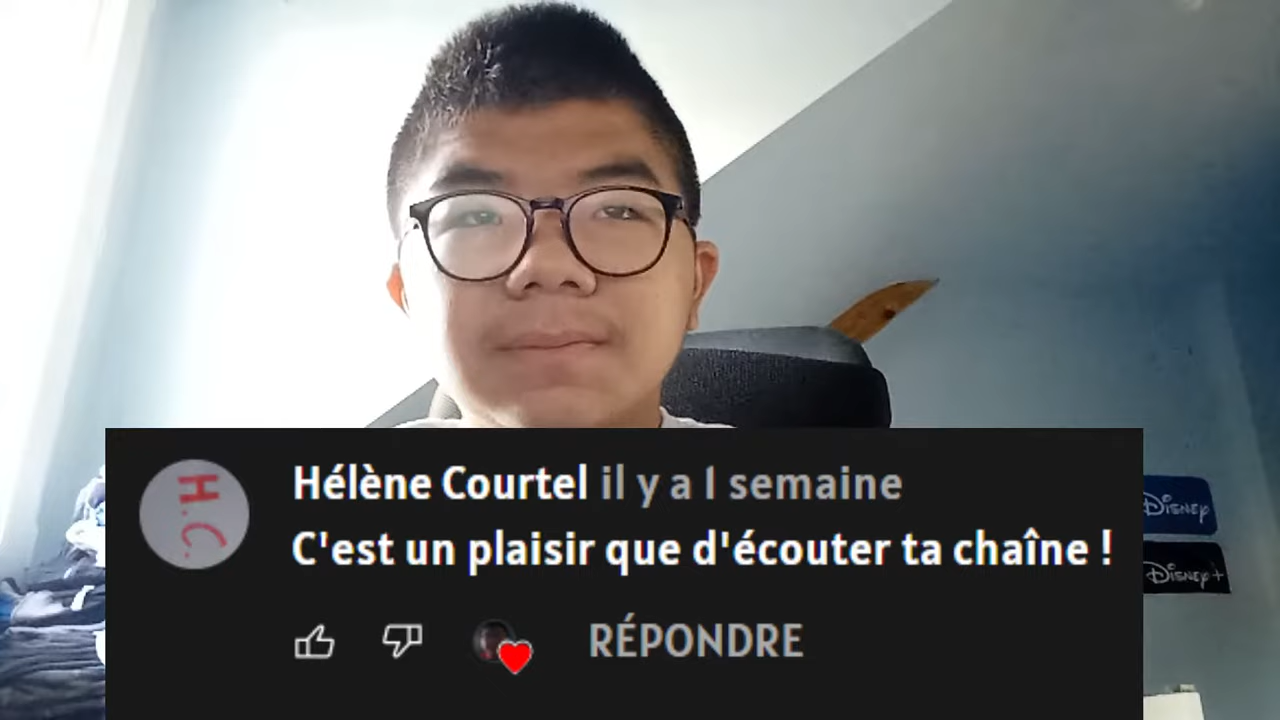 H.C.
Hélène Courtel il y a 1 semaine
C'est un plaisir que d'écouter ta chaîne !
RÉPONDRE
Disney
Disney+